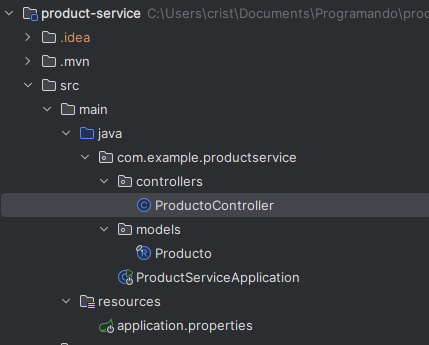 product-service C:\Users\crist\Documents\Programando\proc
.idea
.mvn
src
main
java
com.example.productservice
controllers
ProductoController
models
Producto
ProductServiceApplication
resources
application.properties